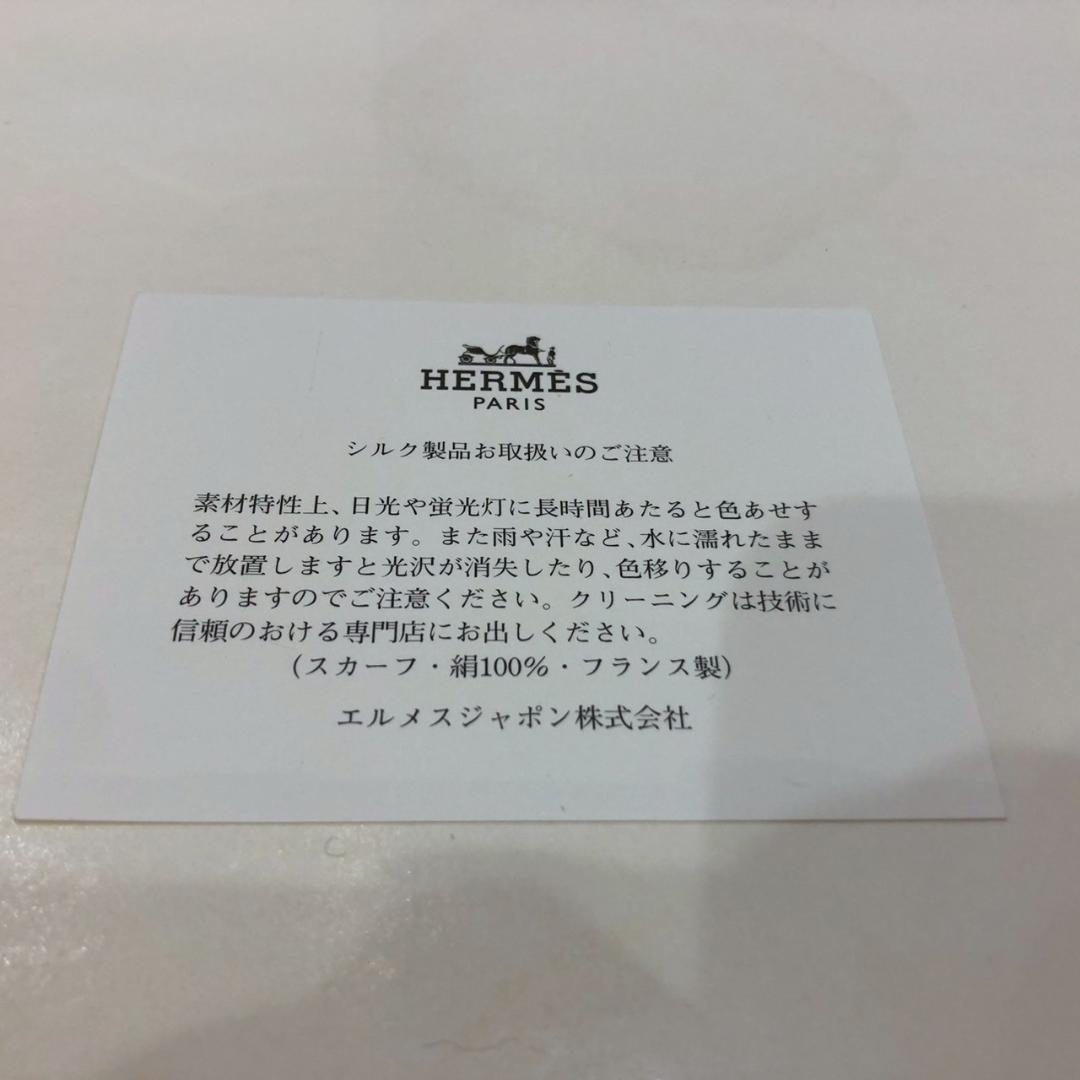 HERMÈS
PARIS
シルク製品お取扱いのご注意
素材特性上、日光や蛍光灯に長時間あたると色あせす
ることがあります。また雨や汗など、水に濡れたまま
で放置しますと光沢が消失したり、色移りすることが
ありますのでご注意ください。クリーニングは技術に
信頼のおける専門店にお出しください。
(スカーフ・絹100%・フランス製)
エルメスジャポン株式会社